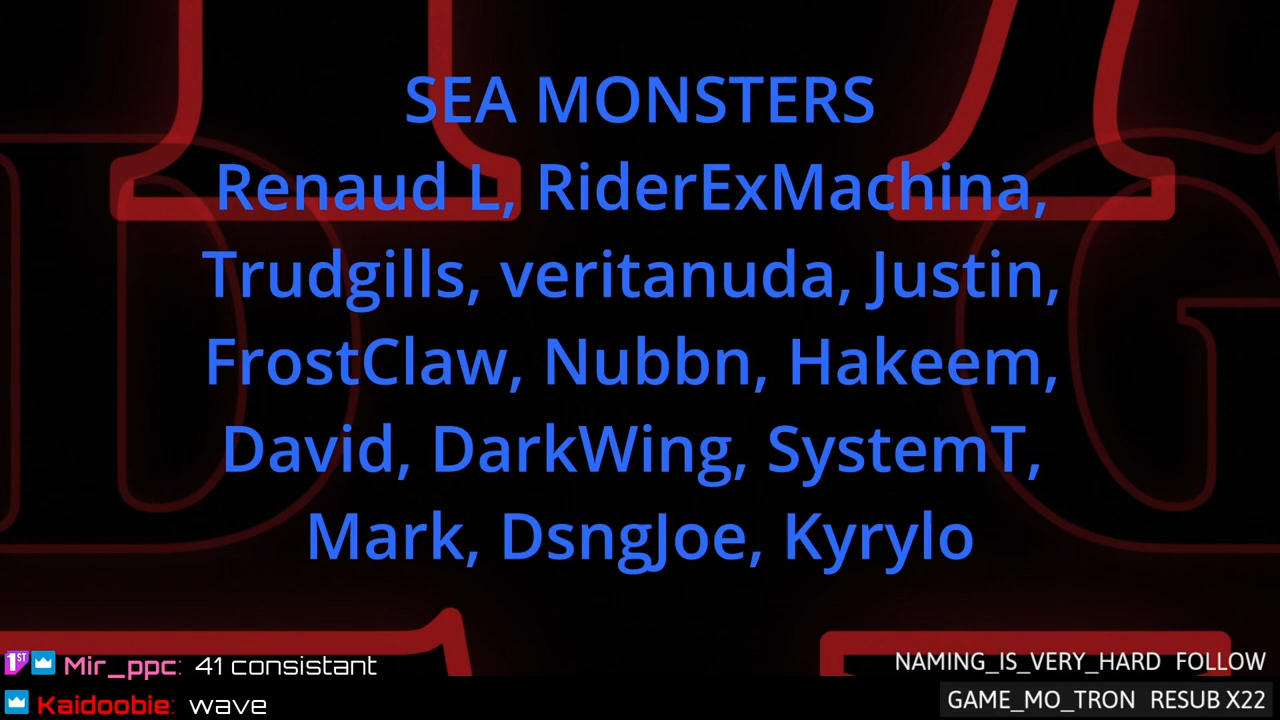 SEA MONSTERS
Renaud L, RiderExMachina,
Trudgills, veritanuda, Justin,
FrostClaw, Nubbn, Hakeem,
David, DarkWing, SystemT,
Mark, DsngJoe, Kyrylo
1ST Mir_ppc: 41 consistant
Kaidoobie: wave
NAMING_IS_VERY_HARD FOLLOW
GAME_MO_TRON RESUB X22